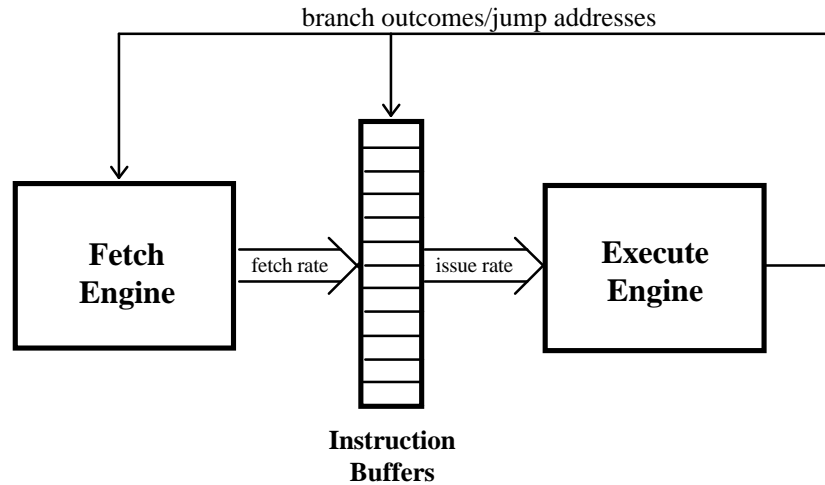 branch outcomes/jump addresses
Fetch
Engine
fetch rate
issue rate
Execute
Engine
Instruction
Buffers